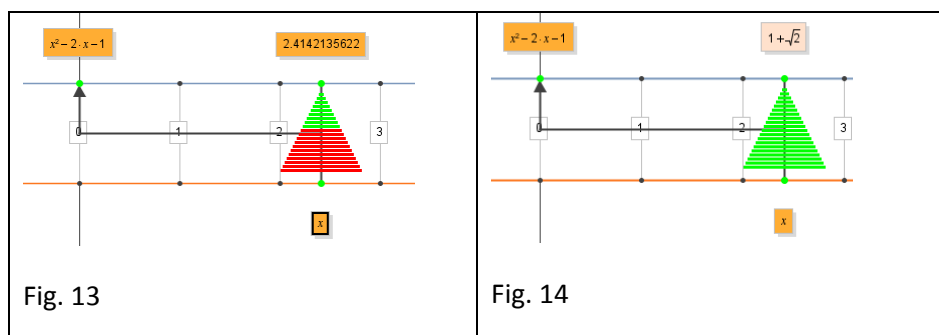 x² – 2 · x – 1
2.4142135622
0
1
2
3
x
Fig. 13
x² – 2 · x – 1
1+√2
0
1
2
3
x
Fig. 14